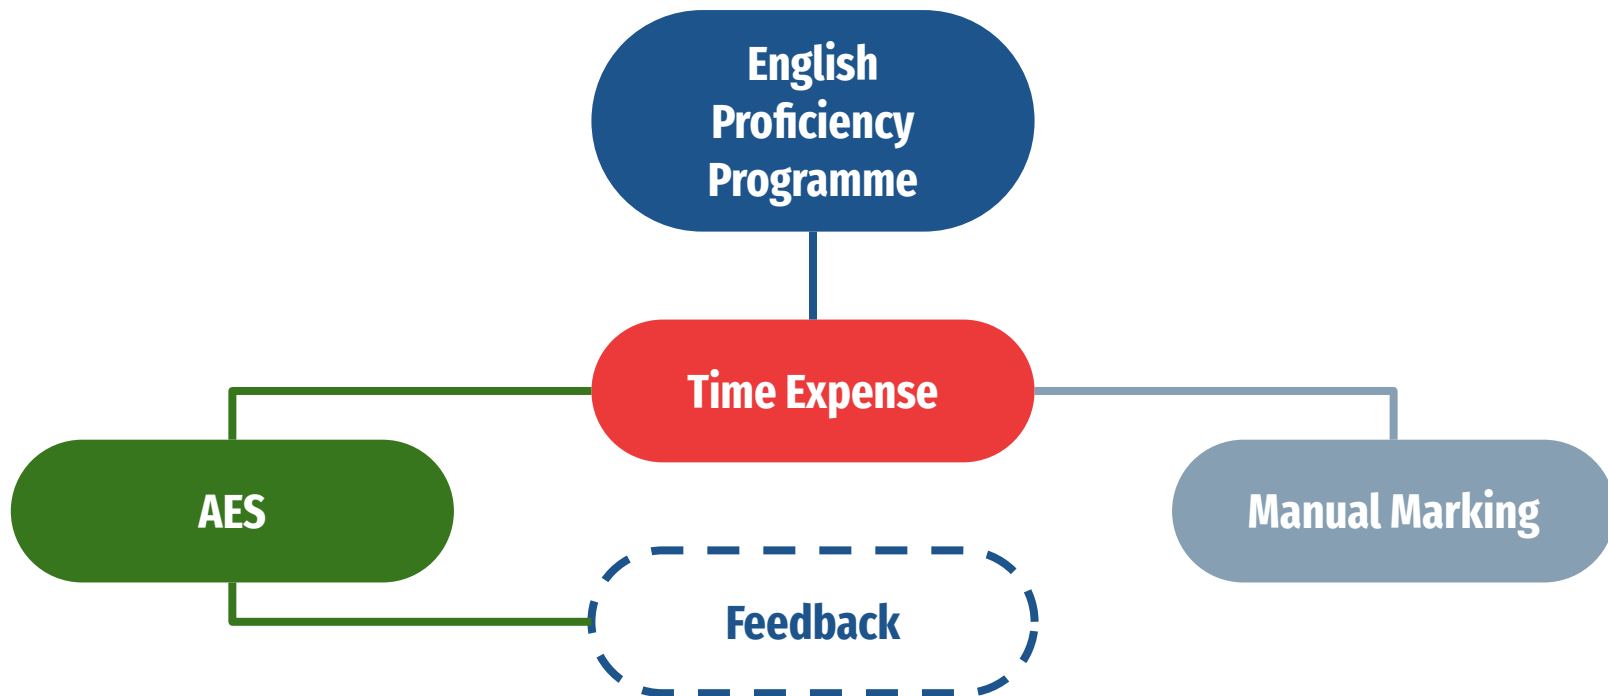 English
Proficiency
Programme
Time Expense
AES
Manual Marking
Feedback